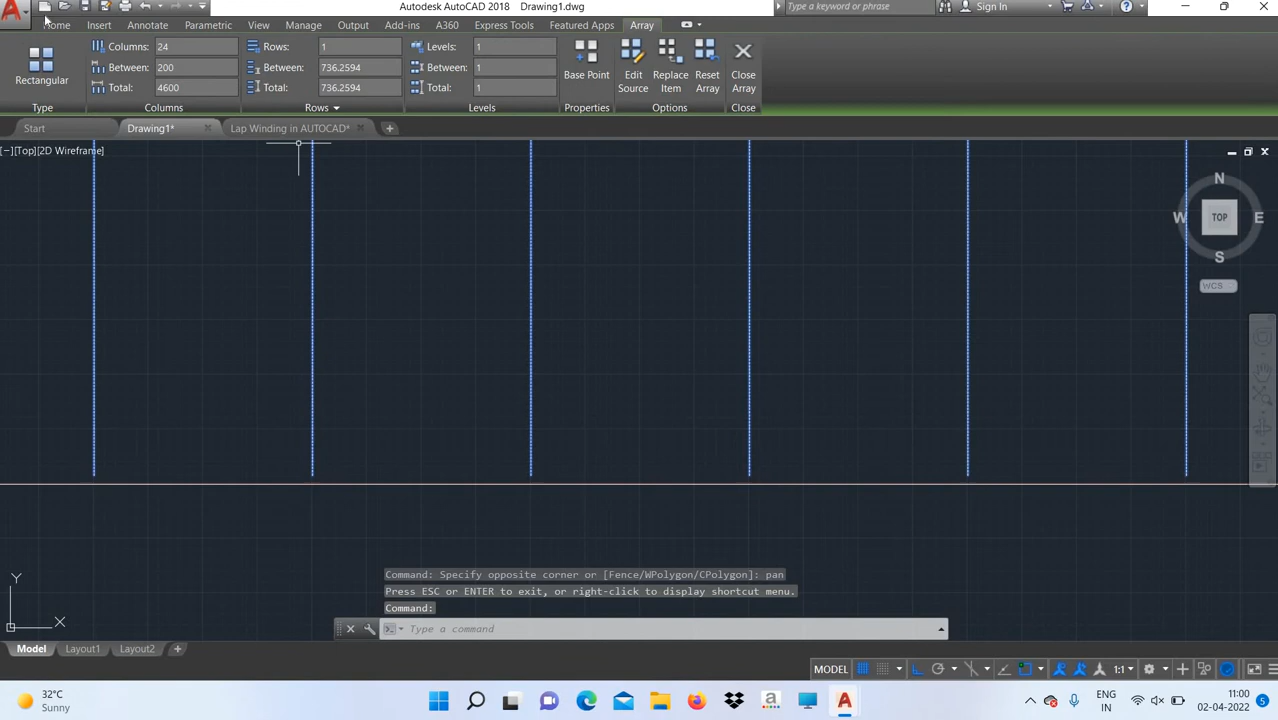 Autodesk AutoCAD 2018 Drawing1.dwg
Type a keyword or phrase
Sign In
Home Insert Annotate Parametric View Manage Output Add-ins A360 Express Tools Featured Apps Array
Columns: 24
Between: 200
Total: 4600
Rows: 1
Between: 736.2594
Total: 736.2594
Levels: 1
Between: 1
Total: 1
Rectangular
Base Point
Edit Source
Replace Item
Reset Array
Close Array
Type Columns Rows Levels Properties Options Close
Start Drawing1* Lap Winding in AUTOCAD*
[−][Top][2D Wireframe]
N
W TOP E
S
WCS
Command: Specify opposite corner or [Fence/WPolygon/CPolygon]: pan
Press ESC or ENTER to exit, or right-click to display shortcut menu.
Command:
Type a command
Y
X
Model Layout1 Layout2
MODEL 1:1
32°C
Sunny
ENG
IN
11:00
02-04-2022
5